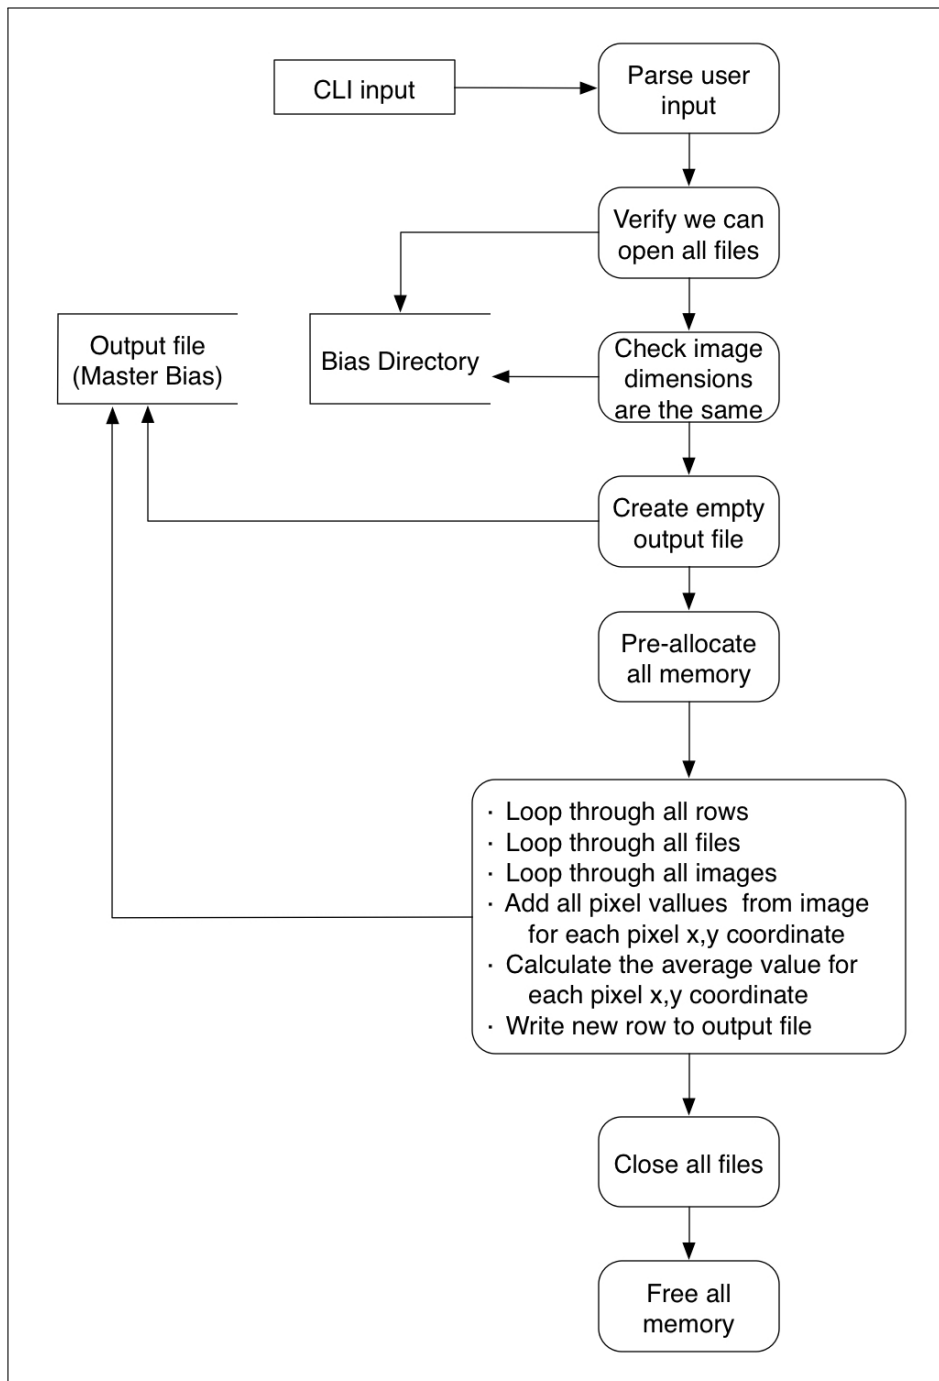 CLI input
Parse user
input
Verify we can
open all files
Output file
(Master Bias)
Bias Directory
Check image
dimensions
are the same
Create empty
output file
Pre-allocate
all memory
· Loop through all rows
· Loop through all files
· Loop through all images
· Add all pixel vallues from image
for each pixel x,y coordinate
· Calculate the average value for
each pixel x,y coordinate
· Write new row to output file
Close all files
Free all
memory